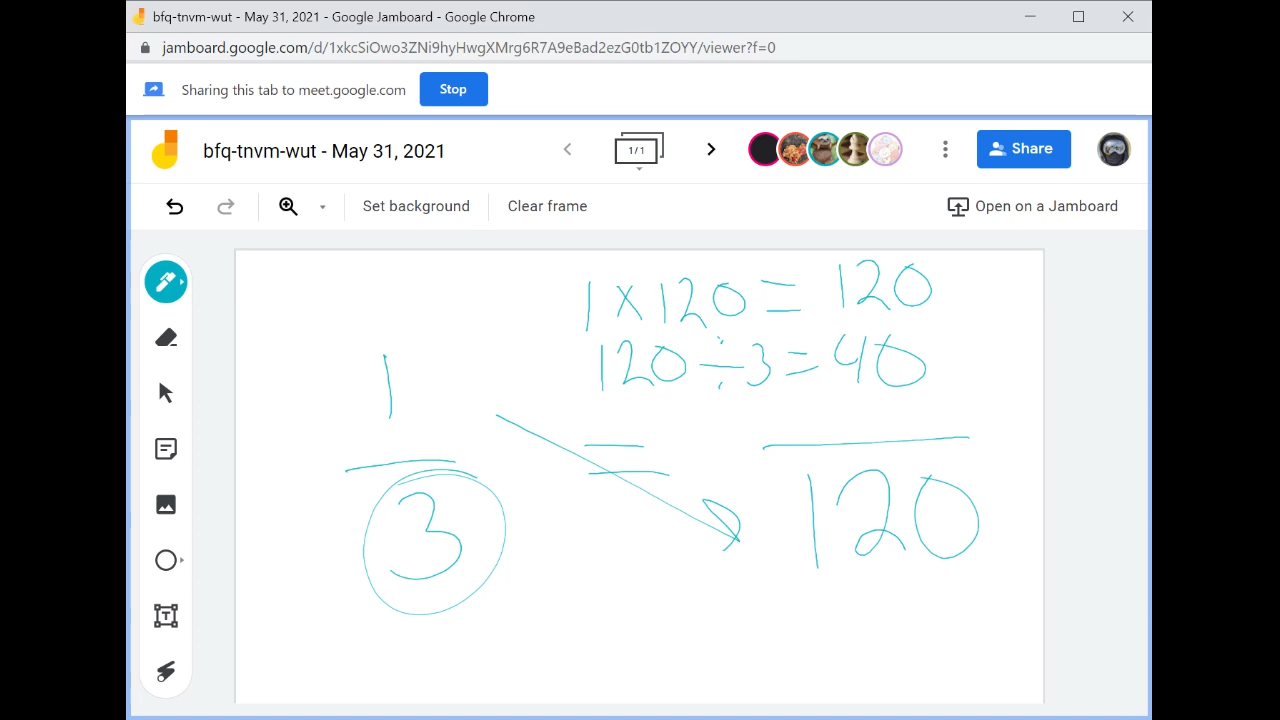 bfq-tnvm-wut - May 31, 2021 - Google Jamboard - Google Chrome
jamboard.google.com/d/1xkcSiOwo3ZNi9hyHwgXMrg6R7A9eBad2ezG0tb1ZOYY/viewer?f=0
Sharing this tab to meet.google.com Stop
bfq-tnvm-wut - May 31, 2021 1/1 Share
Set background Clear frame Open on a Jamboard
1 x 120 = 120
120 ÷ 3 = 40
1
=
3 120